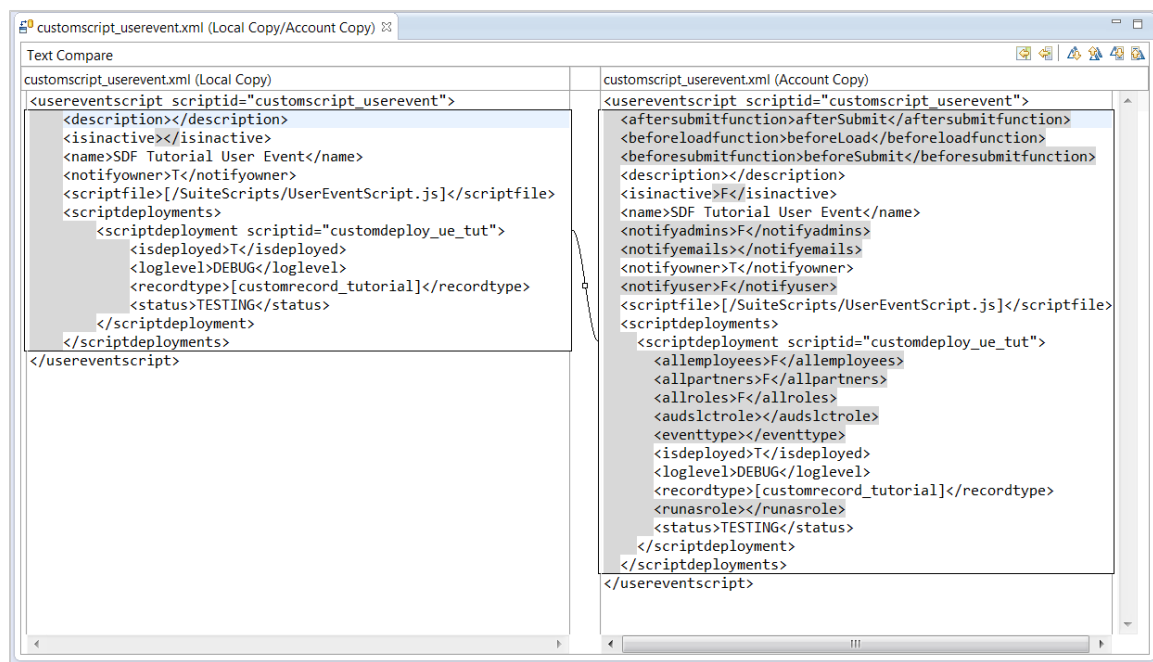 customscript_userevent.xml (Local Copy/Account Copy)
Text Compare
customscript_userevent.xml (Local Copy)
<usereventscript scriptid="customscript_userevent">
<description></description>
<isinactive></isinactive>
<name>SDF Tutorial User Event</name>
<notifyowner>T</notifyowner>
<scriptfile>[/SuiteScripts/UserEventScript.js]</scriptfile>
<scriptdeployments>
<scriptdeployment scriptid="customdeploy_ue_tut">
<isdeployed>T</isdeployed>
<loglevel>DEBUG</loglevel>
<recordtype>[customrecord_tutorial]</recordtype>
<status>TESTING</status>
</scriptdeployment>
</scriptdeployments>
</usereventscript>
customscript_userevent.xml (Account Copy)
<usereventscript scriptid="customscript_userevent">
<aftersubmitfunction>afterSubmit</aftersubmitfunction>
<beforeloadfunction>beforeLoad</beforeloadfunction>
<beforesubmitfunction>beforeSubmit</beforesubmitfunction>
<description></description>
<isinactive>F</isinactive>
<name>SDF Tutorial User Event</name>
<notifyadmins>F</notifyadmins>
<notifyemails></notifyemails>
<notifyowner>T</notifyowner>
<notifyuser>F</notifyuser>
<scriptfile>[/SuiteScripts/UserEventScript.js]</scriptfile>
<scriptdeployments>
<scriptdeployment scriptid="customdeploy_ue_tut">
<allemployees>F</allemployees>
<allpartners>F</allpartners>
<allroles>F</allroles>
<audslctrole></audslctrole>
<eventtype></eventtype>
<isdeployed>T</isdeployed>
<loglevel>DEBUG</loglevel>
<recordtype>[customrecord_tutorial]</recordtype>
<runasrole></runasrole>
<status>TESTING</status>
</scriptdeployment>
</scriptdeployments>
</usereventscript>